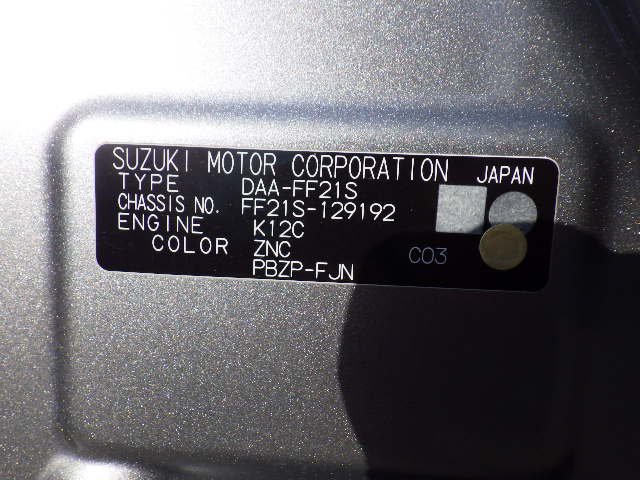 SUZUKI MOTOR CORPORATION JAPAN
TYPE DAA-FF21S
CHASSIS NO. FF21S-129192
ENGINE K12C
COLOR ZNC
PBZP-FJN C03